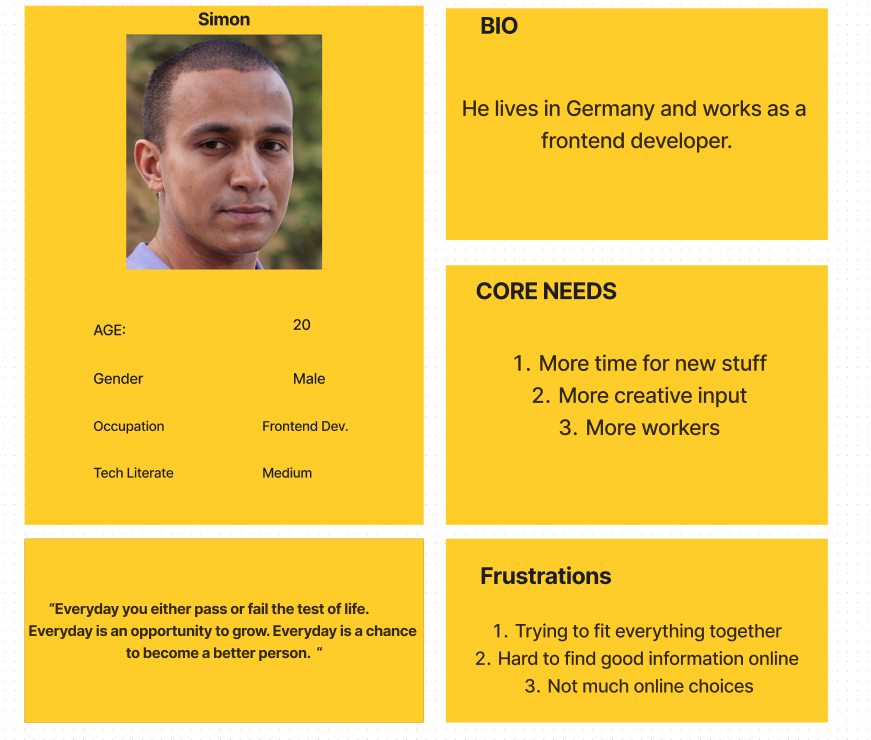 Simon
AGE: 20
Gender Male
Occupation Frontend Dev.
Tech Literate Medium
“Everyday you either pass or fail the test of life.
Everyday is an opportunity to grow. Everyday is a chance
to become a better person. “
BIO
He lives in Germany and works as a
frontend developer.
CORE NEEDS
1. More time for new stuff
2. More creative input
3. More workers
Frustrations
1. Trying to fit everything together
2. Hard to find good information online
3. Not much online choices